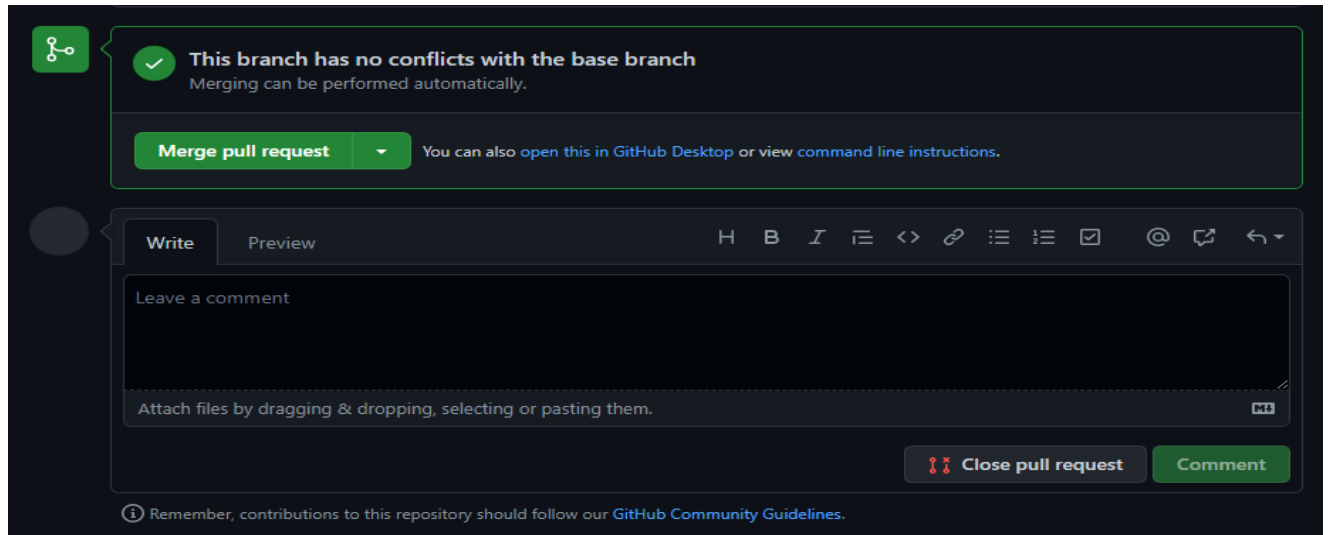 This branch has no conflicts with the base branch
Merging can be performed automatically.
Merge pull request You can also open this in GitHub Desktop or view command line instructions.
Write Preview H B I <> @
Leave a comment
Attach files by dragging & dropping, selecting or pasting them.
Close pull request Comment
Remember, contributions to this repository should follow our GitHub Community Guidelines.